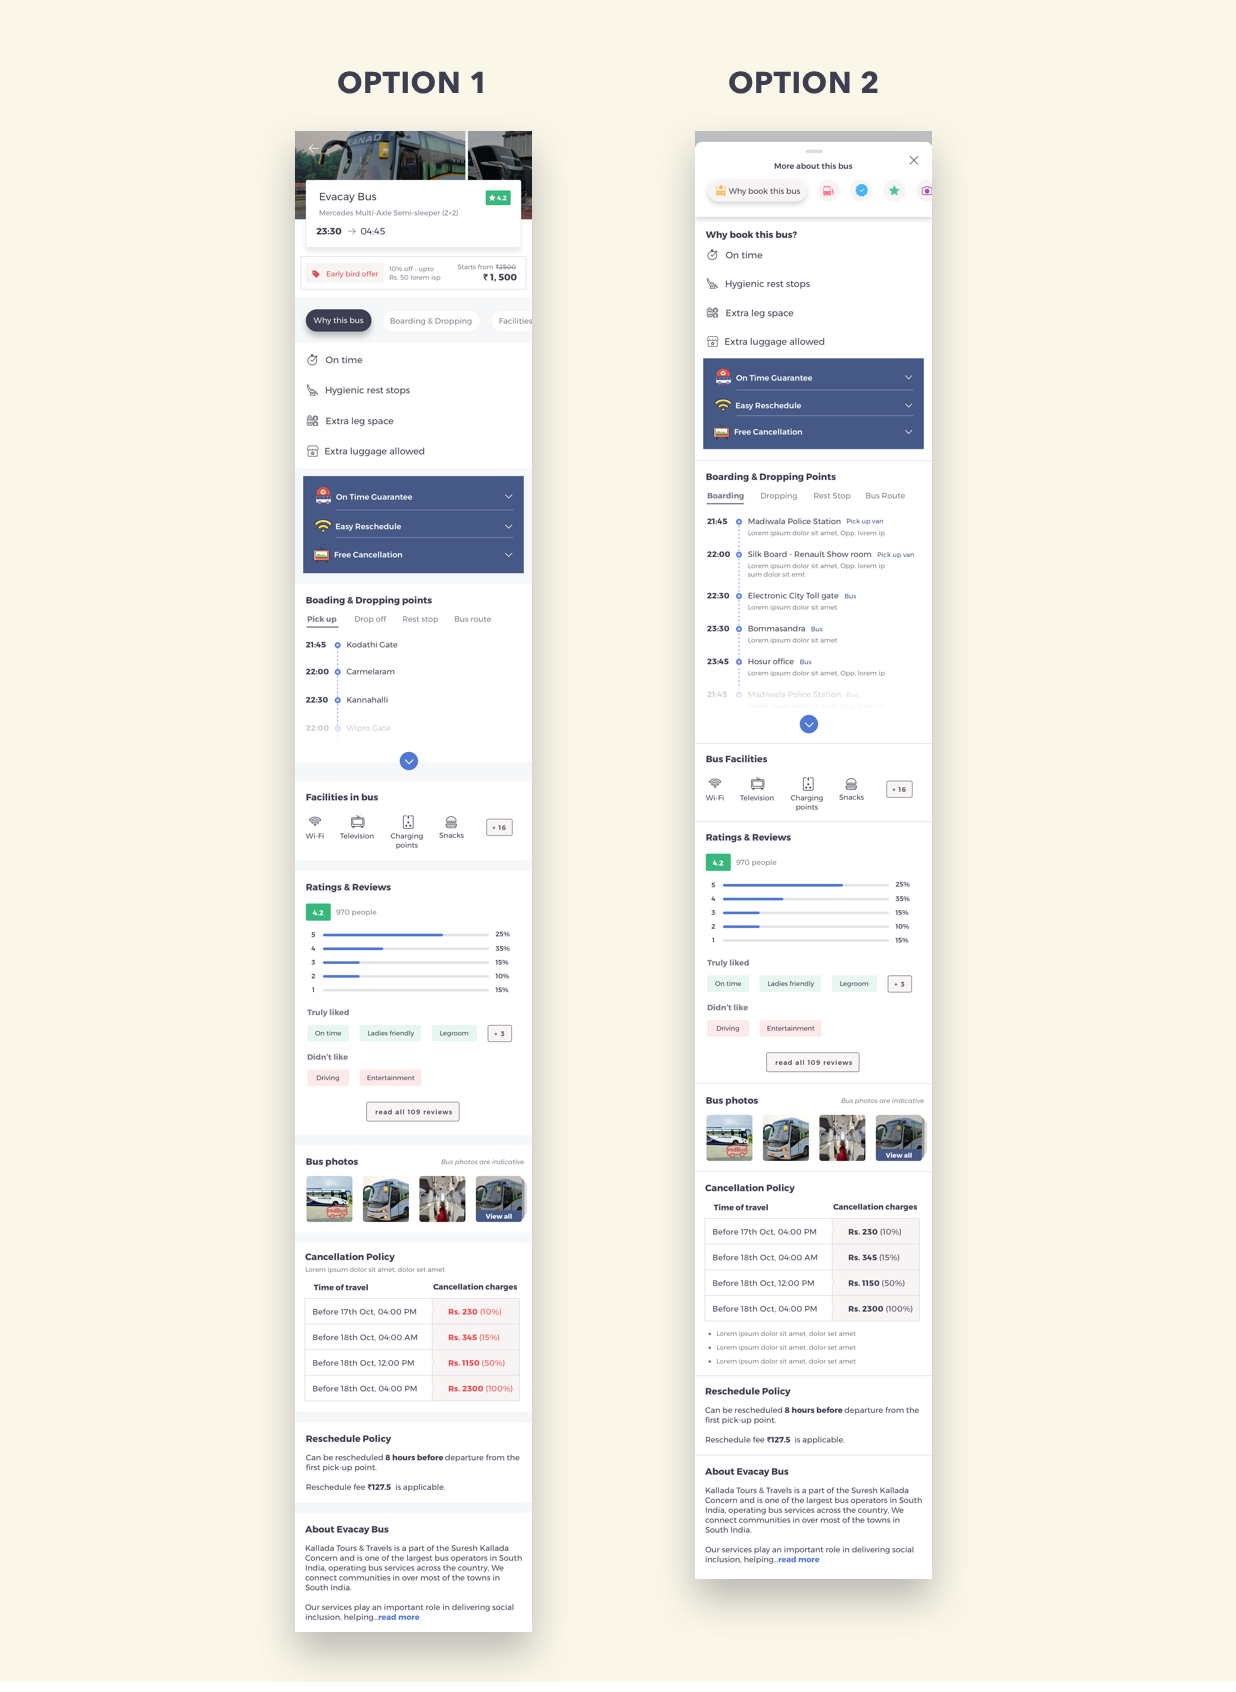 OPTION 1
Evacay Bus
4.2
Mercedes Multi-Axle Semi-sleeper (2+2)
23:30 → 04:45
Early bird offer
10% off - upto
Rs. 50 lorem isp
Starts from ₹2500
₹ 1, 500
Why this bus
Boarding & Dropping
Facilities
On time
Hygienic rest stops
Extra leg space
Extra luggage allowed
On Time Guarantee
Easy Reschedule
Free Cancellation
Boading & Dropping points
Pick up Drop off Rest stop Bus route
21:45 Kodathi Gate
22:00 Carmelaram
22:30 Kannahalli
22:00 Wipro Gate
Facilities in bus
Wi-Fi Television Charging points Snacks + 16
Ratings & Reviews
4.2 970 people
5 25%
4 35%
3 15%
2 10%
1 15%
Truly liked
On time Ladies friendly Legroom + 3
Didn't like
Driving Entertainment
read all 109 reviews
Bus photos Bus photos are indicative
View all
Cancellation Policy
Lorem ipsum dolor sit amet, dolor set amet
Time of travel Cancellation charges
Before 17th Oct, 04:00 PM Rs. 230 (10%)
Before 18th Oct, 04:00 AM Rs. 345 (15%)
Before 18th Oct, 12:00 PM Rs. 1150 (50%)
Before 18th Oct, 04:00 PM Rs. 2300 (100%)
Reschedule Policy
Can be rescheduled 8 hours before departure from the
first pick-up point.
Reschedule fee ₹127.5 is applicable.
About Evacay Bus
Kallada Tours & Travels is a part of the Suresh Kallada
Concern and is one of the largest bus operators in South
India, operating bus services across the country, We
connect communities in over most of the towns in
South India.
Our services play an important role in delivering social
inclusion, helping...read more
OPTION 2
More about this bus
Why book this bus
Why book this bus?
On time
Hygienic rest stops
Extra leg space
Extra luggage allowed
On Time Guarantee
Easy Reschedule
Free Cancellation
Boarding & Dropping Points
Boarding Dropping Rest Stop Bus Route
21:45 Madiwala Police Station Pick up van
Lorem ipsum dolor sit amet, Opp. lorem ip
22:00 Silk Board - Renault Show room Pick up van
Lorem ipsum dolor sit amet, Opp. lorem ip
sum dolor sit emt
22:30 Electronic City Toll gate Bus
Lorem ipsum dolor sit amet
23:30 Bommasandra Bus
Lorem ipsum dolor sit amet
23:45 Hosur office Bus
Lorem ipsum dolor sit amet, Opp. lorem ip
21:45 Madiwala Police Station Bus
Lorem ipsum dolor sit amet, Opp. lorem ip
Bus Facilities
Wi-Fi Television Charging points Snacks + 16
Ratings & Reviews
4.2 970 people
5 25%
4 35%
3 15%
2 10%
1 15%
Truly liked
On time Ladies friendly Legroom + 3
Didn't like
Driving Entertainment
read all 109 reviews
Bus photos Bus photos are indicative
View all
Cancellation Policy
Time of travel Cancellation charges
Before 17th Oct, 04:00 PM Rs. 230 (10%)
Before 18th Oct, 04:00 AM Rs. 345 (15%)
Before 18th Oct, 12:00 PM Rs. 1150 (50%)
Before 18th Oct, 04:00 PM Rs. 2300 (100%)
• Lorem ipsum dolor sit amet, dolor set amet
• Lorem ipsum dolor sit amet, dolor set amet
• Lorem ipsum dolor sit amet, dolor set amet
Reschedule Policy
Can be rescheduled 8 hours before departure from the
first pick-up point.
Reschedule fee ₹127.5 is applicable.
About Evacay Bus
Kallada Tours & Travels is a part of the Suresh Kallada
Concern and is one of the largest bus operators in South
India, operating bus services across the country, We
connect communities in over most of the towns in
South India.
Our services play an important role in delivering social
inclusion, helping...read more